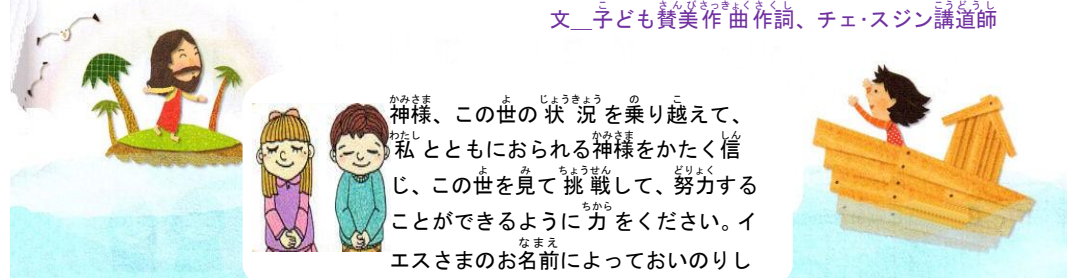 文__子ども賛美作曲作詞、チェ・スジン講道師
神様、この世の状況を乗り越えて、
私とともにおられる神様をかたく信
じ、この世を見て挑戦して、努力する
ことができるように力をください。イ
エスさまのお名前によっておいのりし